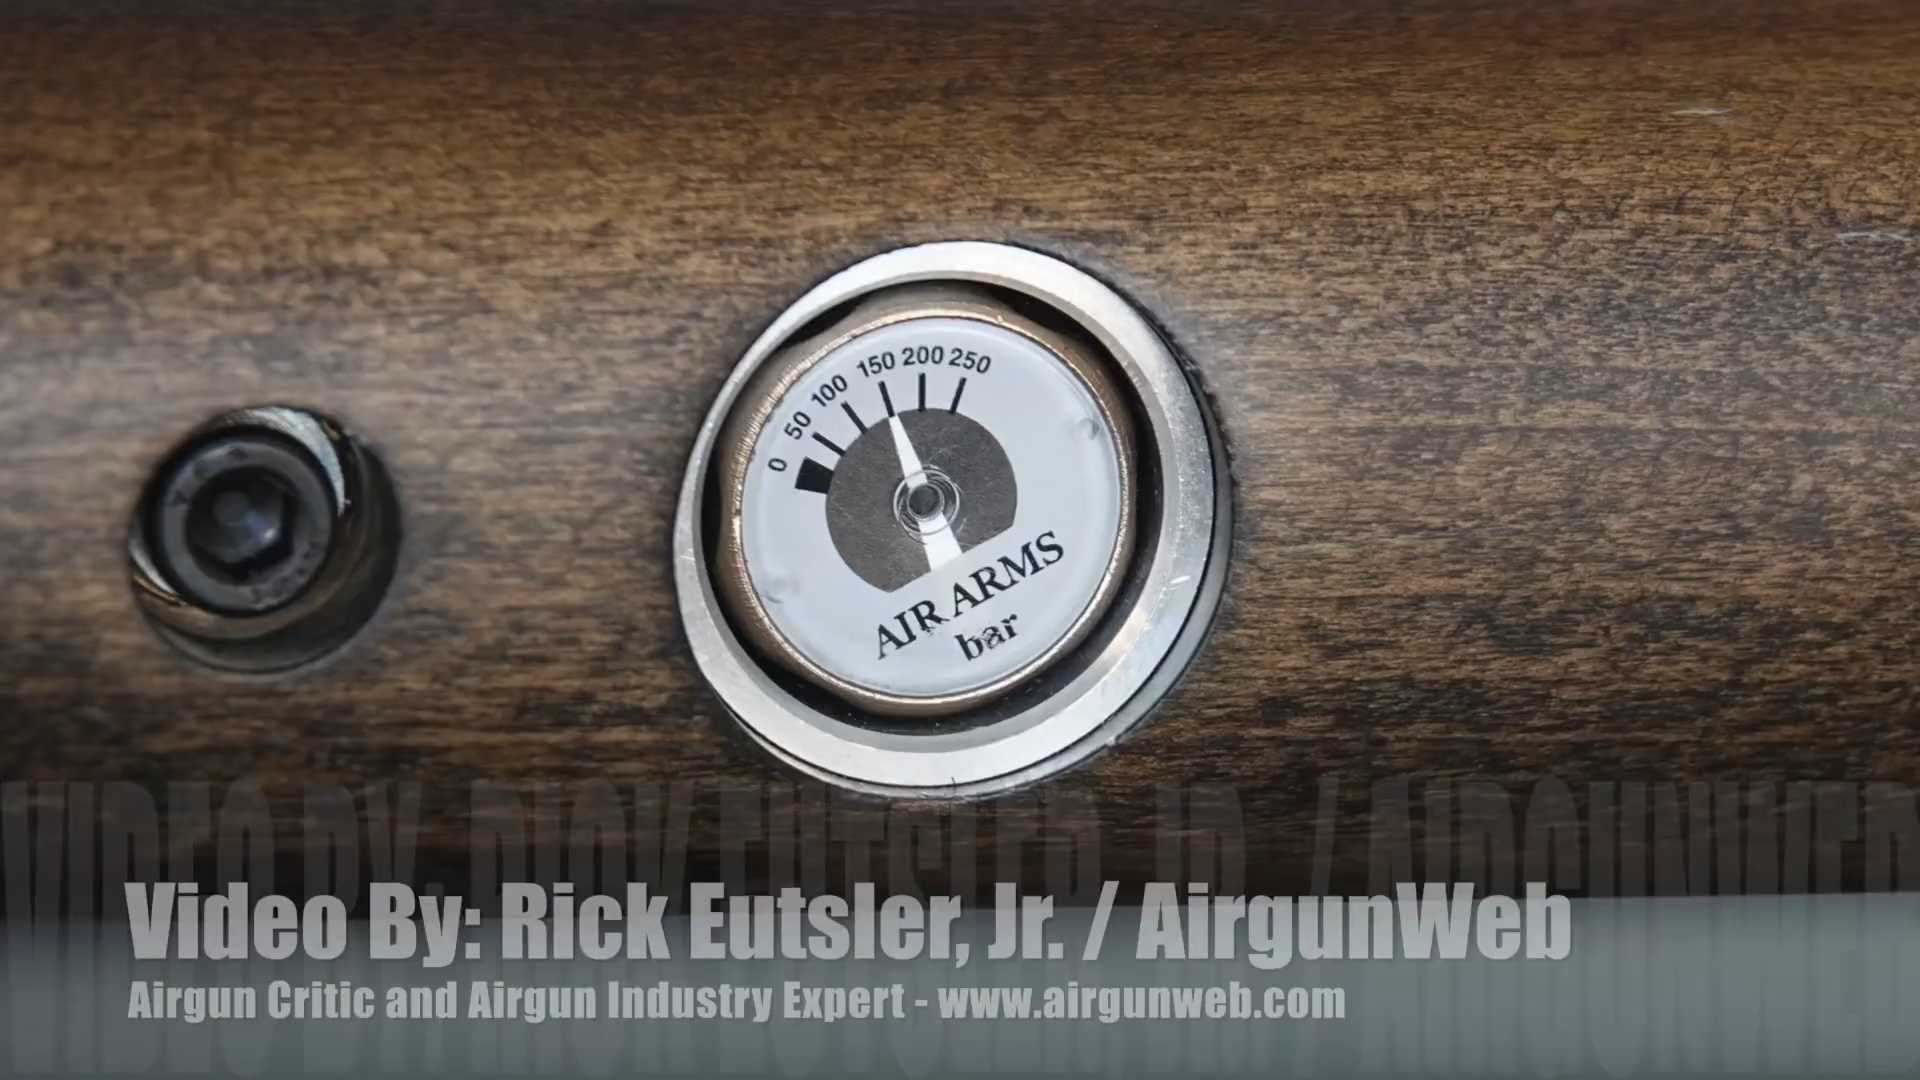 0 50 100 150 200 250
AIR ARMS
bar
Video By: Rick Eutsler, Jr. / AirgunWeb
Airgun Critic and Airgun Industry Expert - www.airgunweb.com